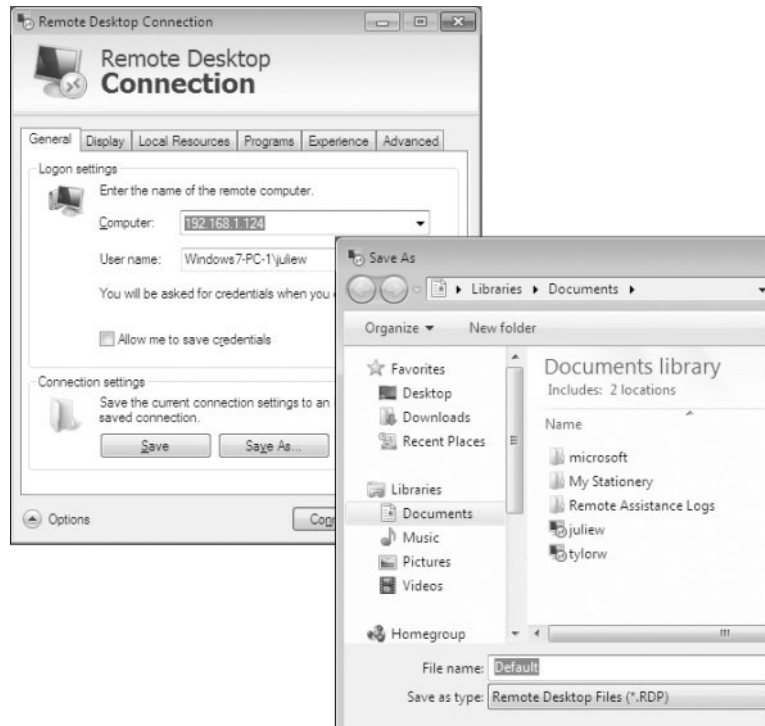 Remote Desktop Connection
Remote Desktop
Connection
General Display Local Resources Programs Experience Advanced
Logon settings
Enter the name of the remote computer.
Computer: 192.168.1.124
User name: Windows7-PC-1\juliew
You will be asked for credentials when you
Allow me to save credentials
Connection settings
Save the current connection settings to an
saved connection.
Save Save As...
Options
Save As
Libraries Documents
Organize New folder
Favorites
Desktop
Downloads
Recent Places
Libraries
Documents
Music
Pictures
Videos
Homegroup
Documents library
Includes: 2 locations
Name
microsoft
My Stationery
Remote Assistance Logs
juliew
tylorw
File name: Default
Save as type: Remote Desktop Files (*.RDP)